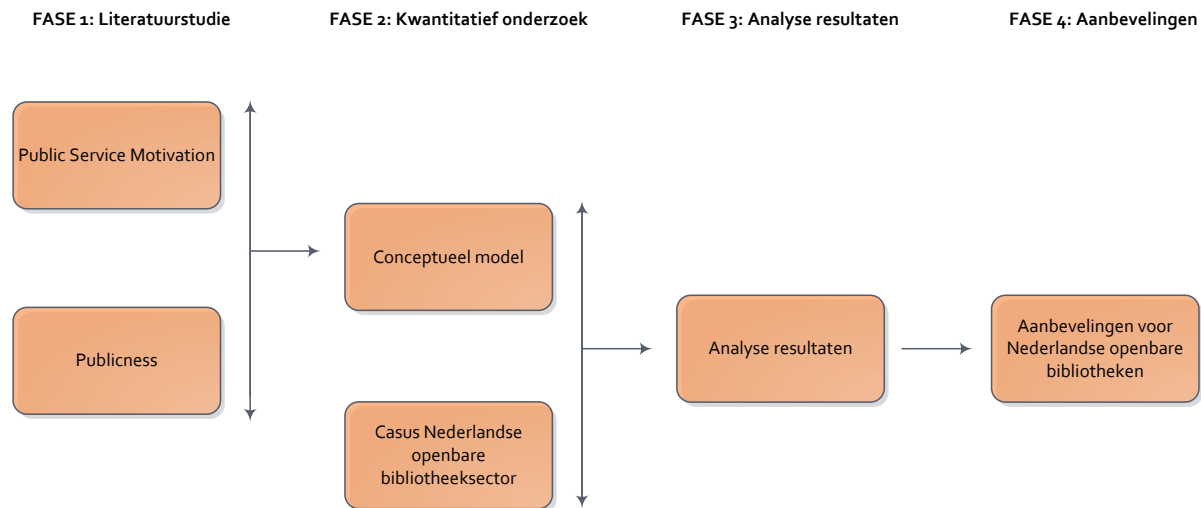 FASE 1: Literatuurstudie
FASE 2: Kwantitatief onderzoek
FASE 3: Analyse resultaten
FASE 4: Aanbevelingen
Public Service Motivation
Publicness
Conceptueel model
Casus Nederlandse
openbare
bibliotheeksector
Analyse resultaten
Aanbevelingen voor
Nederlandse openbare
bibliotheken